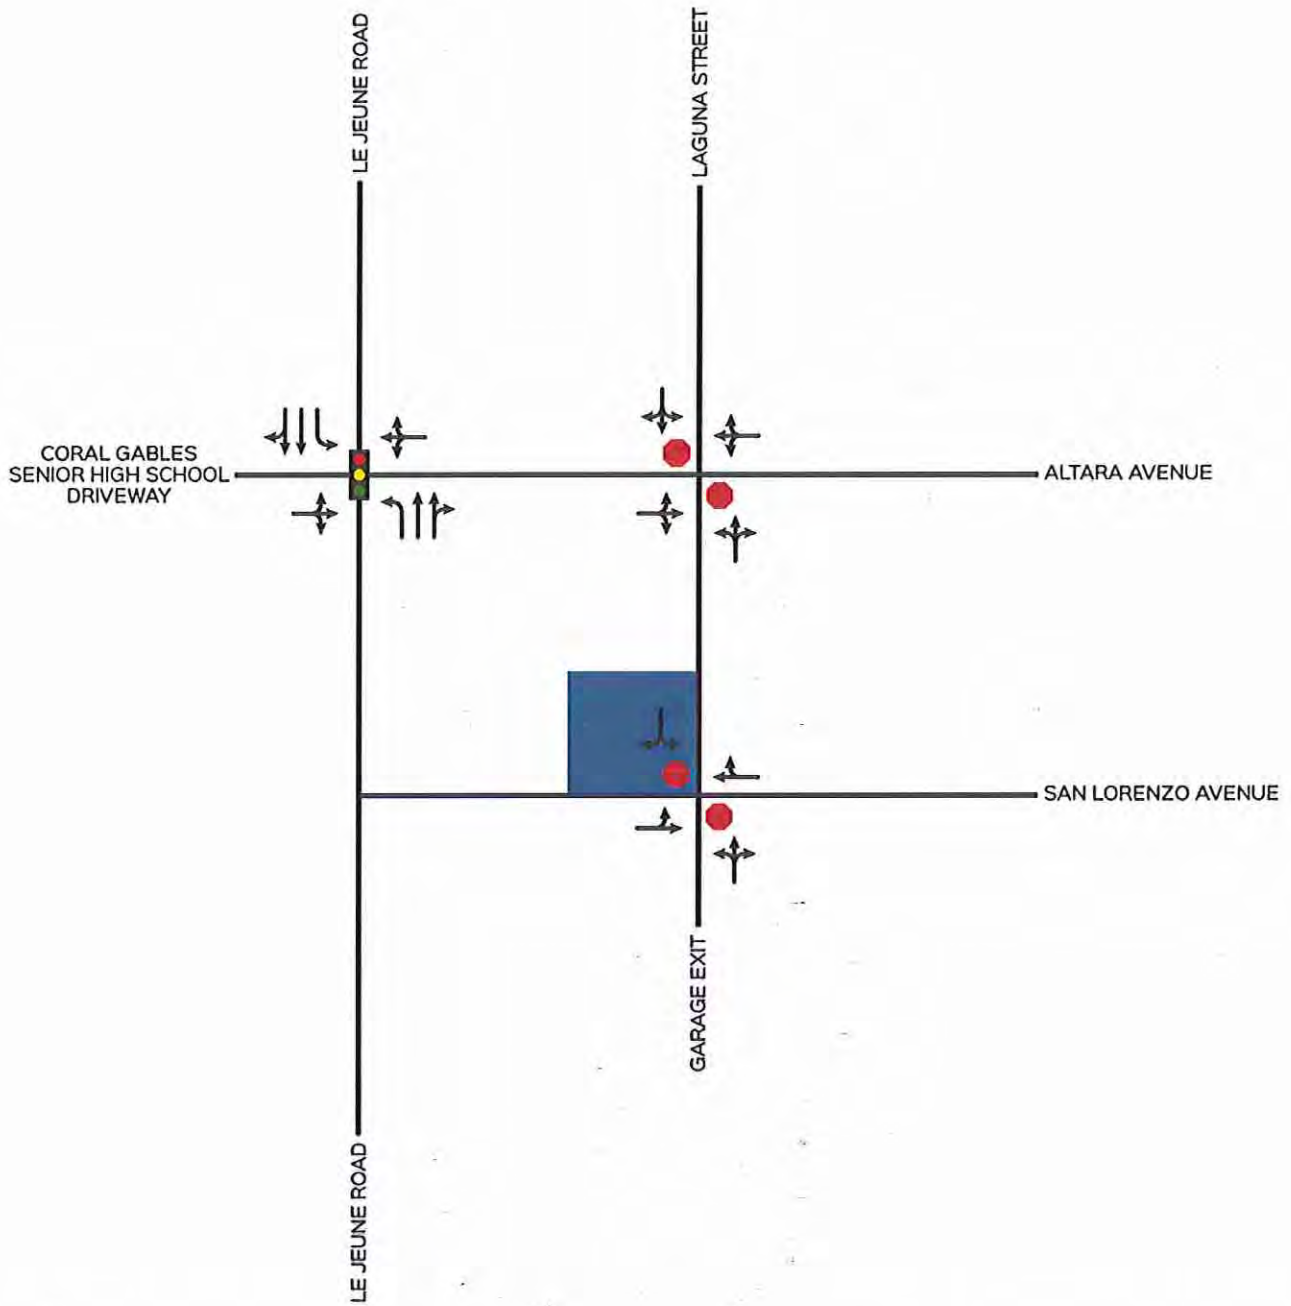 LE JEUNE ROAD
LAGUNA STREET
CORAL GABLES
SENIOR HIGH SCHOOL
DRIVEWAY
ALTARA AVENUE
SAN LORENZO AVENUE
GARAGE EXIT
LE JEUNE ROAD